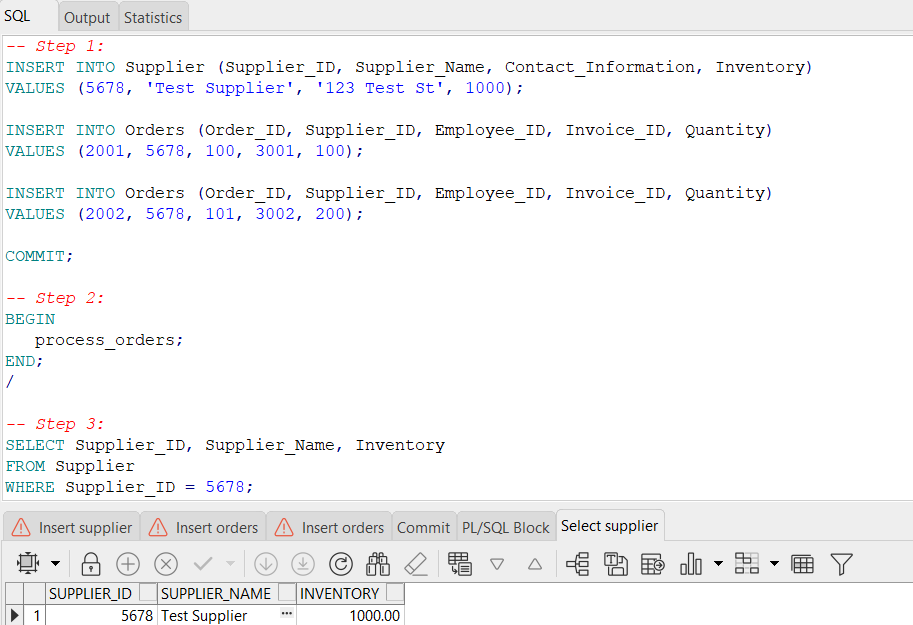 SQL Output Statistics
-- Step 1:
INSERT INTO Supplier (Supplier_ID, Supplier_Name, Contact_Information, Inventory)
VALUES (5678, 'Test Supplier', '123 Test St', 1000);
INSERT INTO Orders (Order_ID, Supplier_ID, Employee_ID, Invoice_ID, Quantity)
VALUES (2001, 5678, 100, 3001, 100);
INSERT INTO Orders (Order_ID, Supplier_ID, Employee_ID, Invoice_ID, Quantity)
VALUES (2002, 5678, 101, 3002, 200);
COMMIT;
-- Step 2:
BEGIN
process_orders;
END;
/
-- Step 3:
SELECT Supplier_ID, Supplier_Name, Inventory
FROM Supplier
WHERE Supplier_ID = 5678;
Insert supplier Insert orders Insert orders Commit PL/SQL Block Select supplier
SUPPLIER_ID SUPPLIER_NAME INVENTORY
1 5678 Test Supplier ··· 1000.00